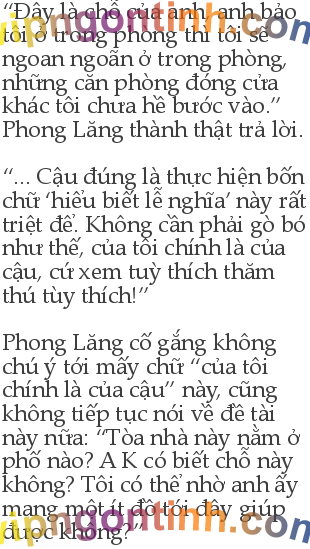 “Đây là chỗ của anh, anh bảo
tôi ở trong phòng thì tôi sẽ
ngoan ngoãn ở trong phòng,
những căn phòng đóng cửa
khác tôi chưa hề bước vào.”
Phong Lăng thành thật trả lời.
“... Cậu đúng là thực hiện bốn
chữ ‘hiểu biết lễ nghĩa’ này rất
triệt để. Không cần phải gò bó
như thế, của tôi chính là của
cậu, cứ xem tuỳ thích thăm
thú tùy thích!”
Phong Lăng cố gắng không
chú ý tới mấy chữ “của tôi
chính là của cậu” này, cũng
không tiếp tục nói về đề tài
này nữa: “Tòa nhà này nằm ở
phố nào? A K có biết chỗ này
không? Tôi có thể nhờ anh ấy
mang một ít đồ tới đây giúp
được không?”